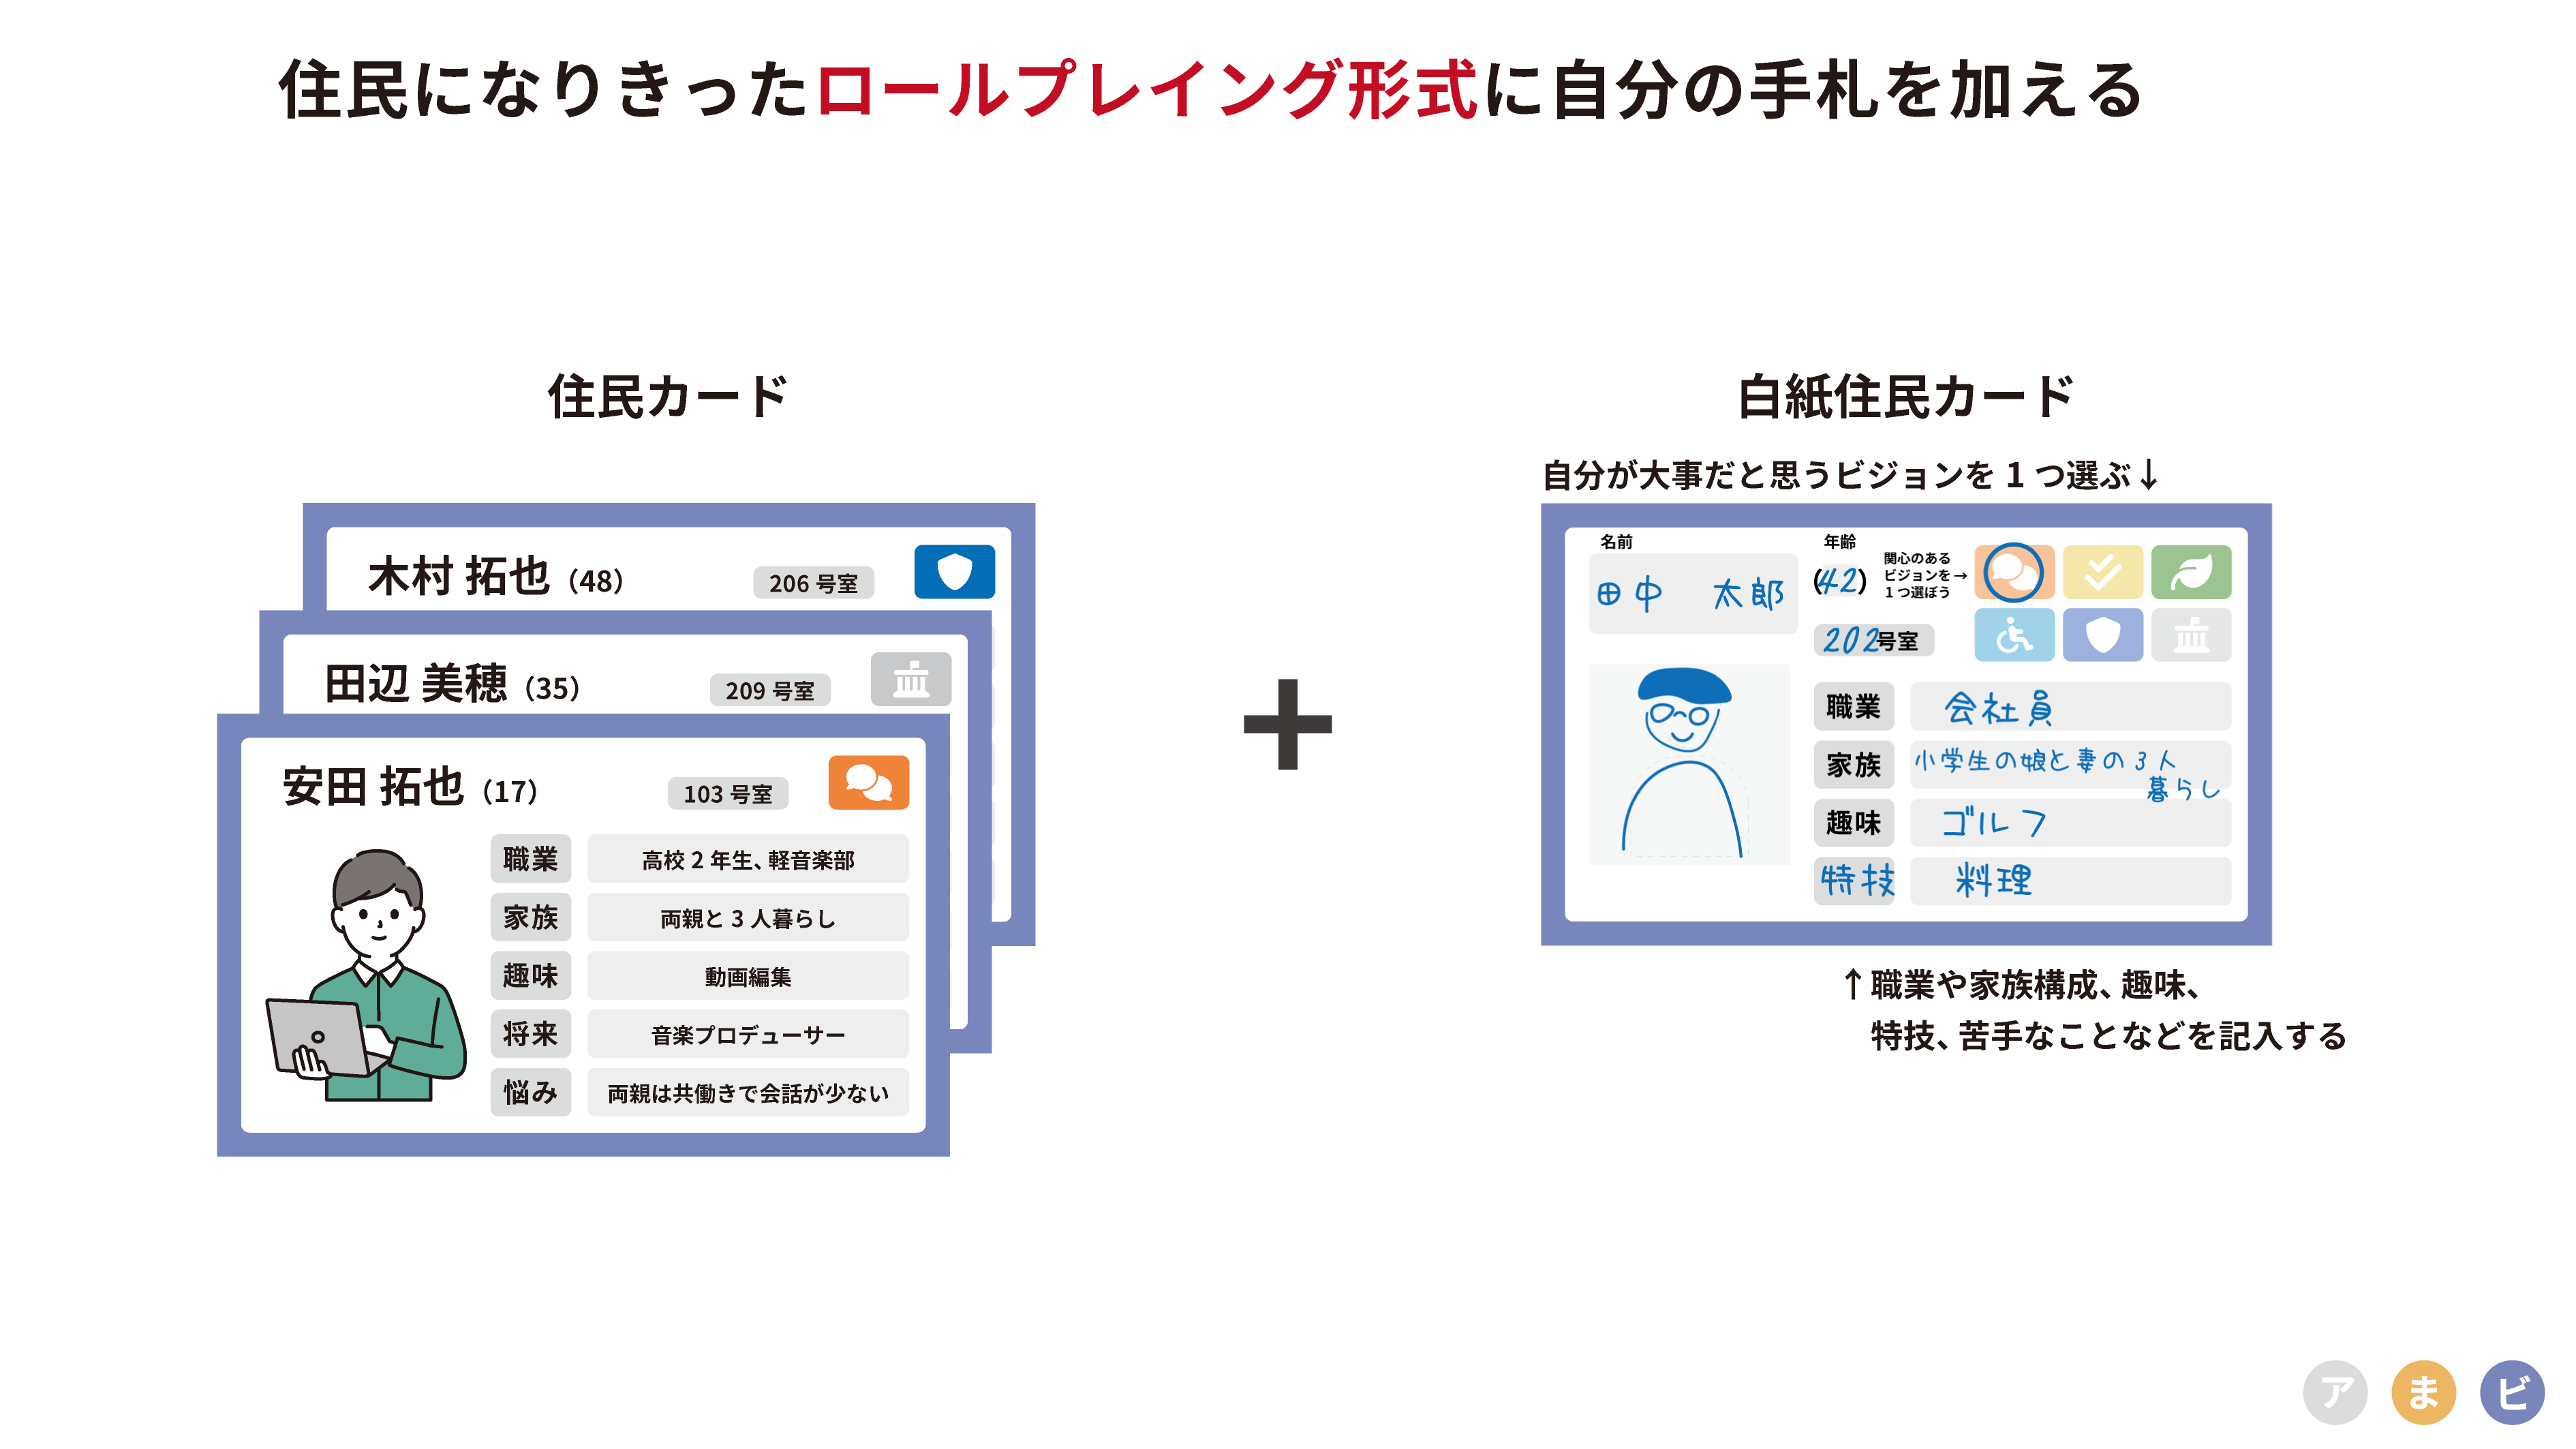 住民になりきったロールプレイング形式に自分の手札を加える
住民カード
木村 拓也（48）
206 号室
田辺 美穂（35）
209 号室
安田 拓也（17）
103 号室
職業
高校 2 年生、軽音楽部
家族
両親と 3 人暮らし
趣味
動画編集
将来
音楽プロデューサー
悩み
両親は共働きで会話が少ない
白紙住民カード
自分が大事だと思うビジョンを 1 つ選ぶ↓
名前
田中 太郎
年齢
(42)
関心のある
ビジョンを→
1 つ選ぼう
202号室
職業
会社員
家族
小学生の娘と妻の3人
暮らし
趣味
ゴルフ
特技
料理
↑職業や家族構成、趣味、
特技、苦手なことなどを記入する
ア ま ビ